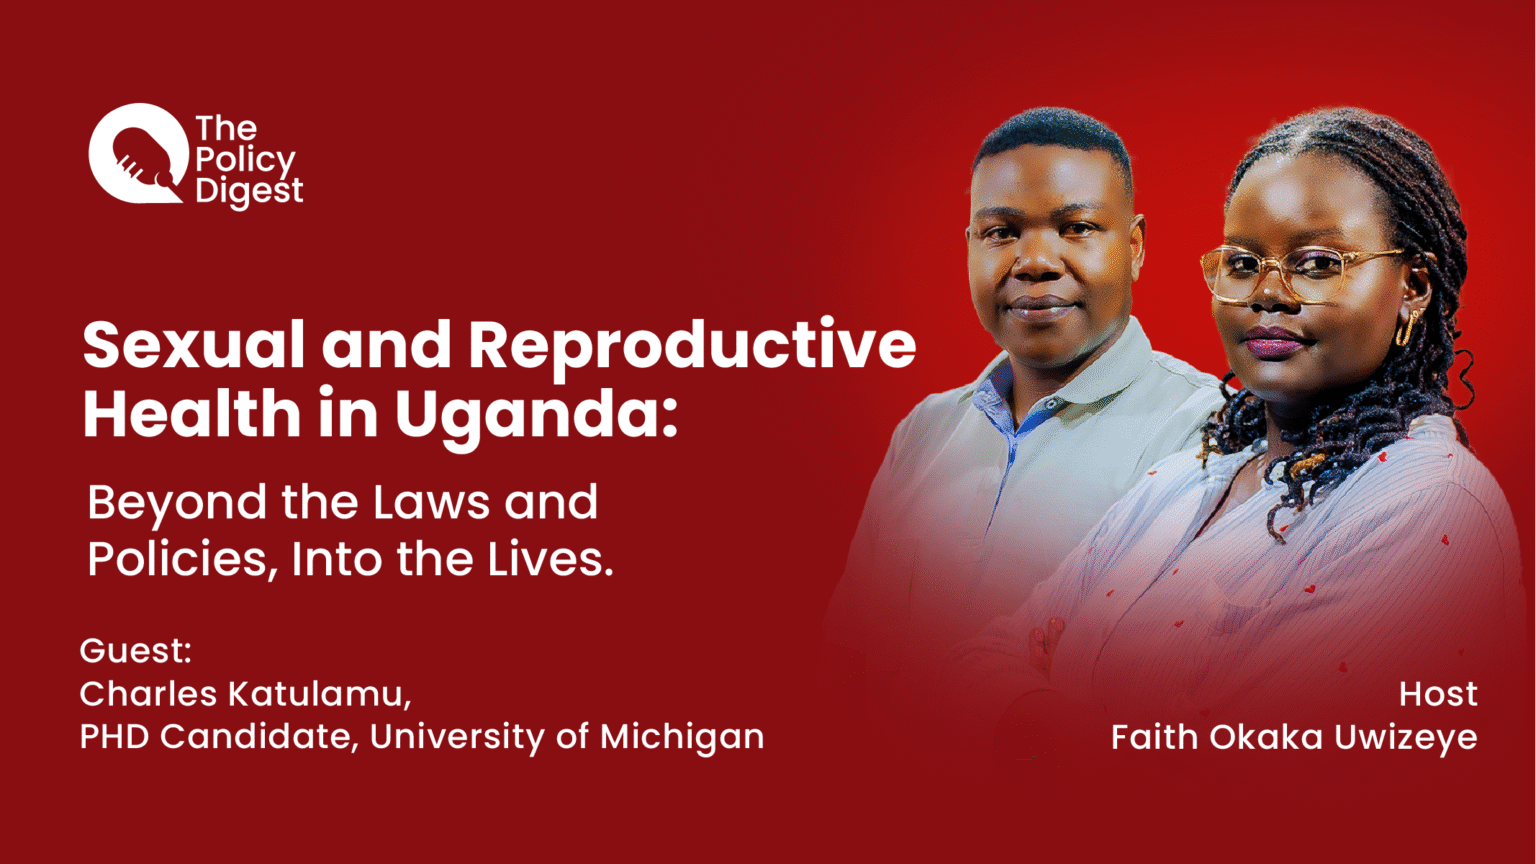 The
Policy
Digest
Sexual and Reproductive
Health in Uganda:
Beyond the Laws and
Policies, Into the Lives.
Guest:
Charles Katulamu,
PHD Candidate, University of Michigan
Host
Faith Okaka Uwizeye